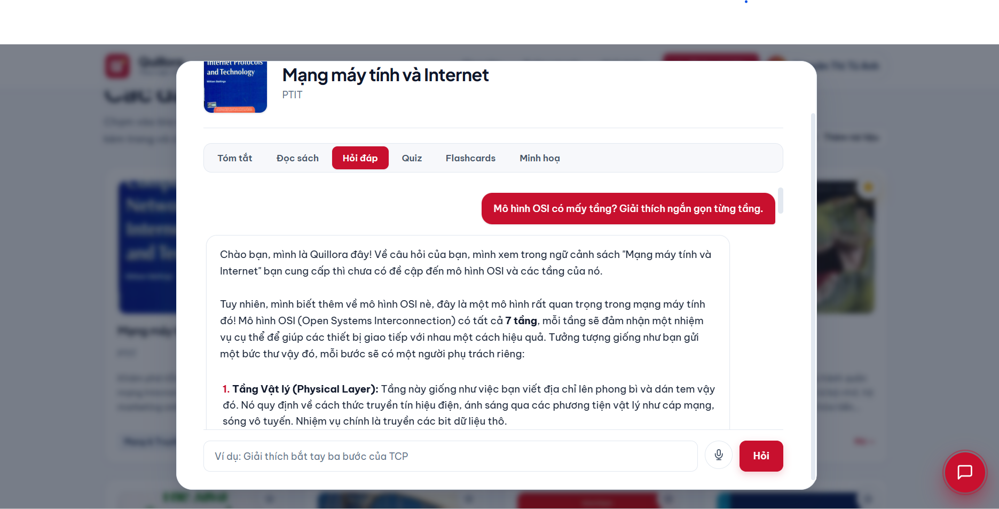 Internet Protocols
and Technology
William Stallings
Mạng máy tính và Internet
PTIT
Tóm tắt
Đọc sách
Hỏi đáp
Quiz
Flashcards
Minh hoạ
Mô hình OSI có mấy tầng? Giải thích ngắn gọn từng tầng.
Chào bạn, mình là Quillora đây! Về câu hỏi của bạn, mình xem trong ngữ cảnh sách "Mạng máy tính và
Internet" bạn cung cấp thì chưa có đề cập đến mô hình OSI và các tầng của nó.
Tuy nhiên, mình biết thêm về mô hình OSI nè, đây là một mô hình rất quan trọng trong mạng máy tính
đó! Mô hình OSI (Open Systems Interconnection) có tất cả 7 tầng, mỗi tầng sẽ đảm nhận một nhiệm
vụ cụ thể để giúp các thiết bị giao tiếp với nhau một cách hiệu quả. Tưởng tượng giống như bạn gửi
một bức thư vậy đó, mỗi bước sẽ có một người phụ trách riêng:
1. Tầng Vật lý (Physical Layer): Tầng này giống như việc bạn viết địa chỉ lên phong bì và dán tem vậy
đó. Nó quy định về cách thức truyền tín hiệu điện, ánh sáng qua các phương tiện vật lý như cáp mạng,
sóng vô tuyến. Nhiệm vụ chính là truyền các bit dữ liệu thô.
Ví dụ: Giải thích bắt tay ba bước của TCP
Hỏi